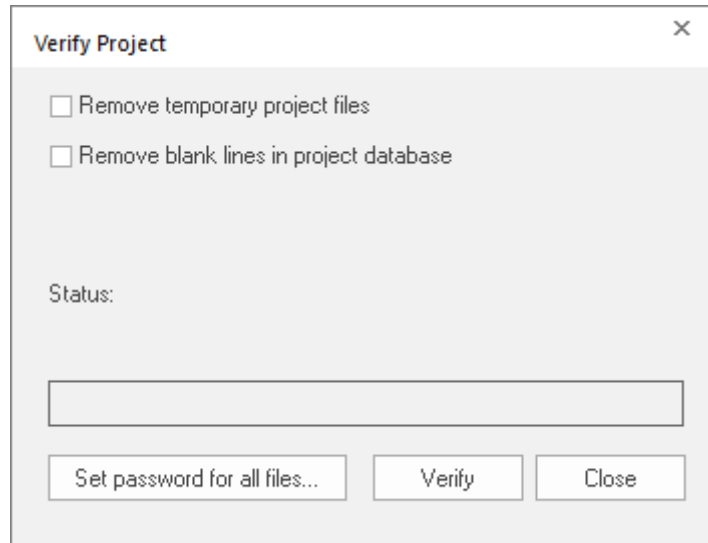 Verify Project
Remove temporary project files
Remove blank lines in project database
Status:
Set password for all files... Verify Close